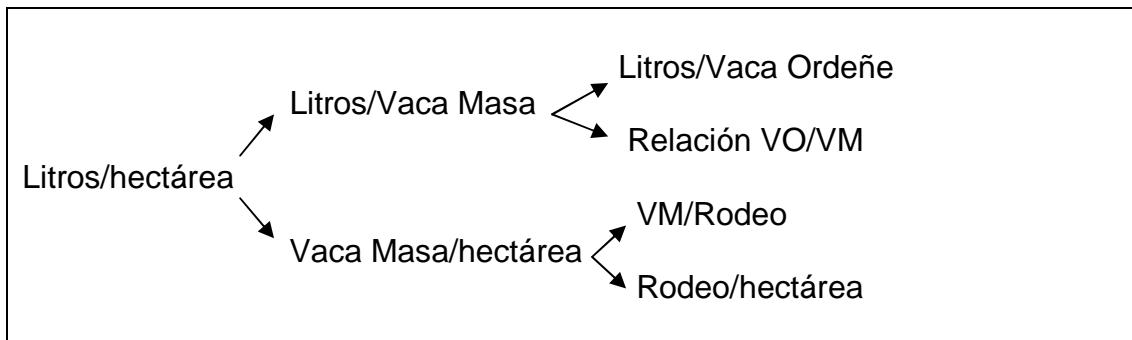 Litros/Vaca Ordeñe
Litros/Vaca Masa
Relación VO/VM
Litros/hectárea
VM/Rodeo
Vaca Masa/hectárea
Rodeo/hectárea